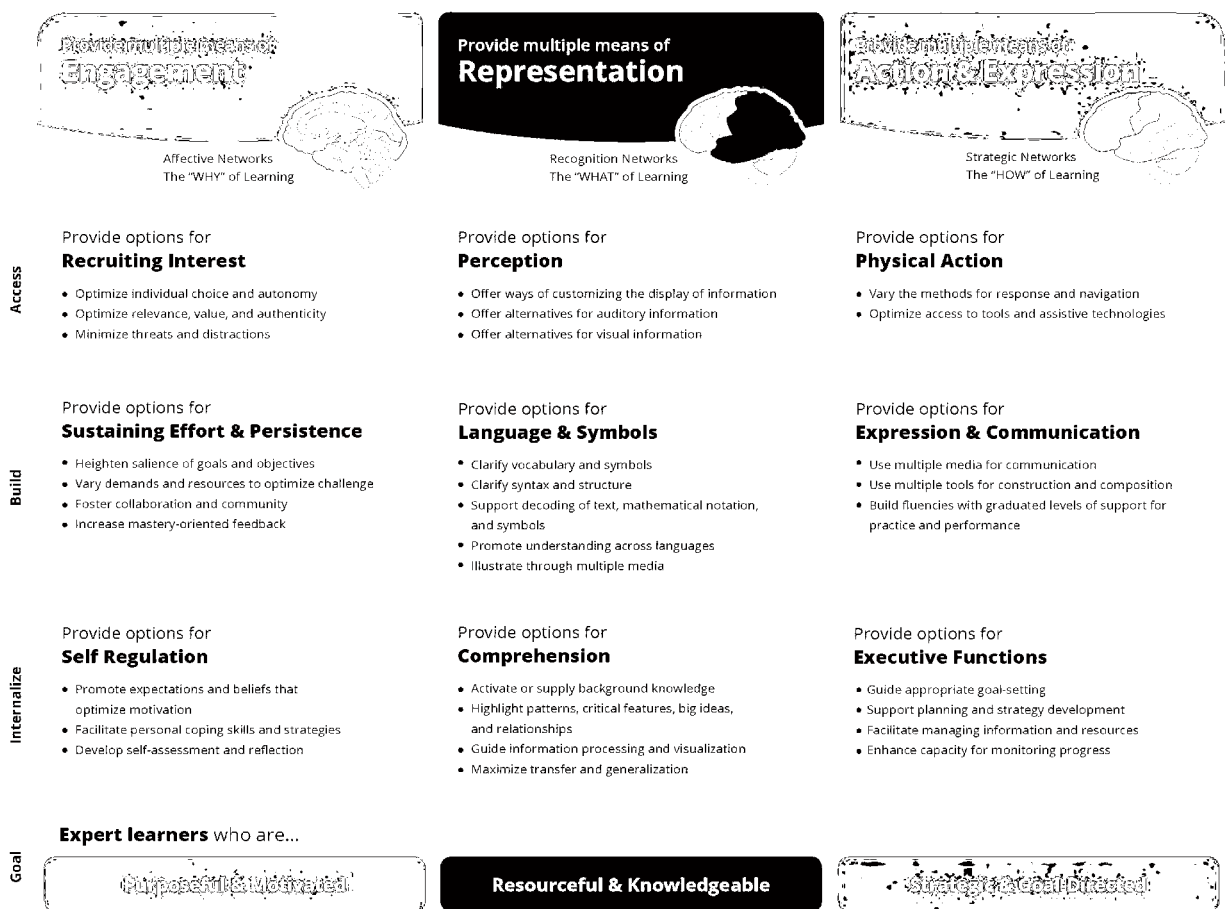 Provide multiple means of
Engagement
Affective Networks
The “WHY” of Learning
Provide multiple means of
Representation
Recognition Networks
The “WHAT” of Learning
Provide multiple means of
Action & Expression
Strategic Networks
The “HOW” of Learning
Access
Provide options for
Recruiting Interest
• Optimize individual choice and autonomy
• Optimize relevance, value, and authenticity
• Minimize threats and distractions
Provide options for
Perception
• Offer ways of customizing the display of information
• Offer alternatives for auditory information
• Offer alternatives for visual information
Provide options for
Physical Action
• Vary the methods for response and navigation
• Optimize access to tools and assistive technologies
Build
Provide options for
Sustaining Effort & Persistence
• Heighten salience of goals and objectives
• Vary demands and resources to optimize challenge
• Foster collaboration and community
• Increase mastery-oriented feedback
Provide options for
Language & Symbols
• Clarify vocabulary and symbols
• Clarify syntax and structure
• Support decoding of text, mathematical notation,
and symbols
• Promote understanding across languages
• Illustrate through multiple media
Provide options for
Expression & Communication
• Use multiple media for communication
• Use multiple tools for construction and composition
• Build fluencies with graduated levels of support for
practice and performance
Internalize
Provide options for
Self Regulation
• Promote expectations and beliefs that
optimize motivation
• Facilitate personal coping skills and strategies
• Develop self-assessment and reflection
Provide options for
Comprehension
• Activate or supply background knowledge
• Highlight patterns, critical features, big ideas,
and relationships
• Guide information processing and visualization
• Maximize transfer and generalization
Provide options for
Executive Functions
• Guide appropriate goal-setting
• Support planning and strategy development
• Facilitate managing information and resources
• Enhance capacity for monitoring progress
Goal
Expert learners who are...
Purposeful & Motivated
Resourceful & Knowledgeable
Strategic & Goal-Directed